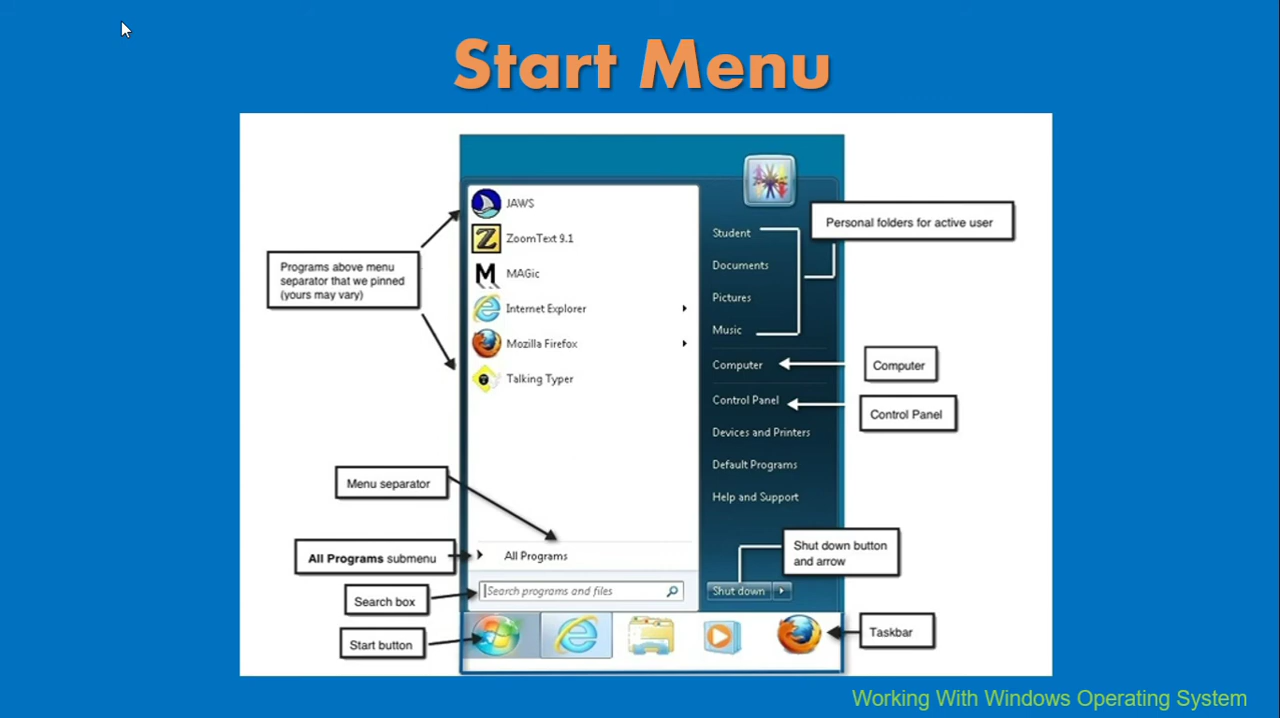 Start Menu
JAWS
ZoomText 9.1
MAGic
Internet Explorer
Mozilla Firefox
Talking Typer
Programs above menu
separator that we pinned
(yours may vary)
Menu separator
All Programs submenu
All Programs
Search box
Search programs and files
Start button
Student
Documents
Pictures
Music
Computer
Control Panel
Devices and Printers
Default Programs
Help and Support
Shut down
Personal folders for active user
Computer
Control Panel
Shut down button
and arrow
Taskbar
Working With Windows Operating System